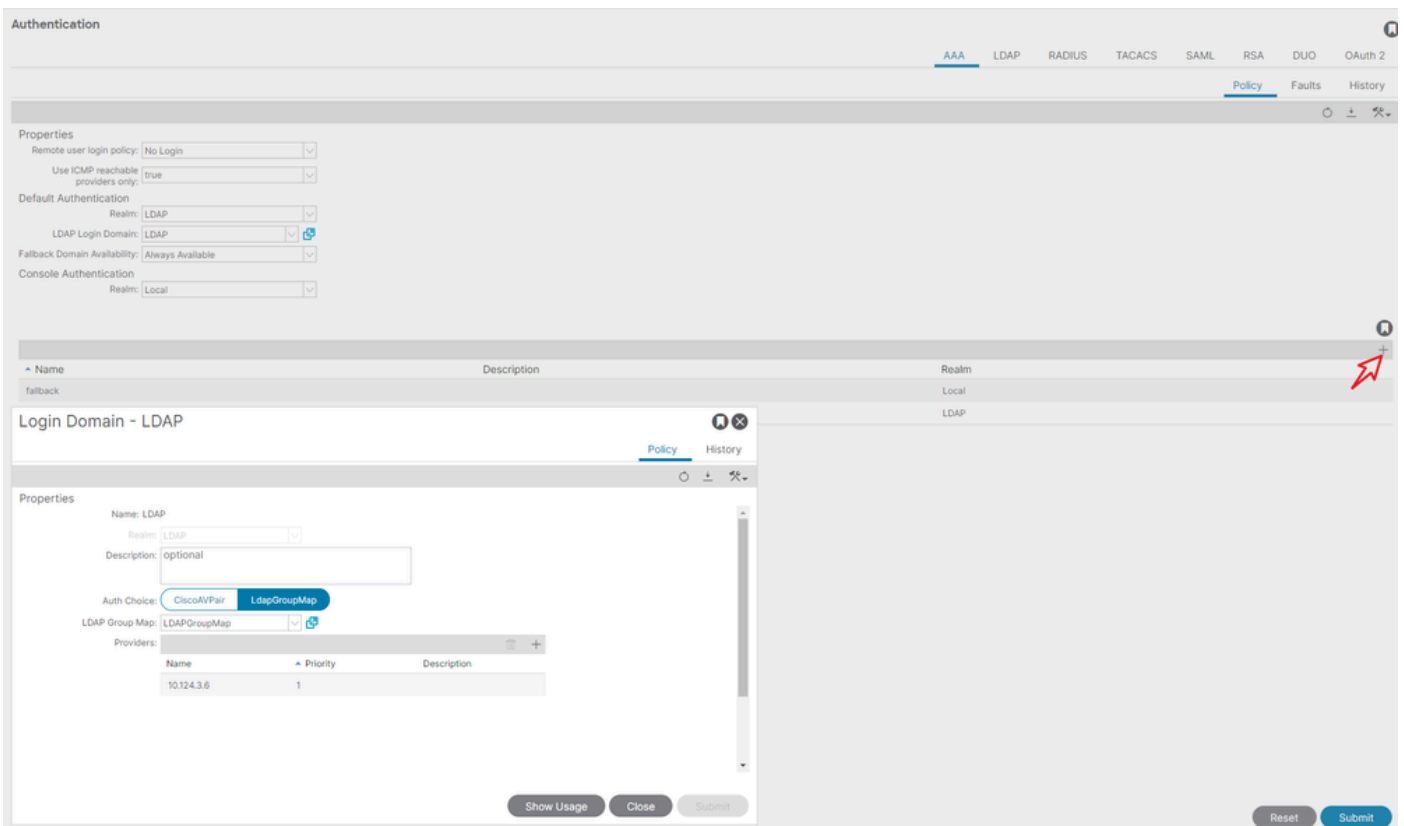 Authentication
AAA LDAP RADIUS TACACS SAML RSA DUO OAuth 2
Policy Faults History
Properties
Remote user login policy: No Login
Use ICMP reachable
providers only: true
Default Authentication
Realm: LDAP
LDAP Login Domain: LDAP
Fallback Domain Availability: Always Available
Console Authentication
Realm: Local
Name Description Realm
fallback Local
LDAP
Login Domain - LDAP
Policy History
Properties
Name: LDAP
Realm: LDAP
Description: optional
Auth Choice: CiscoAVPair LdapGroupMap
LDAP Group Map: LDAPGroupMap
Providers:
Name Priority Description
10.124.3.6 1
Show Usage Close Submit
Reset Submit